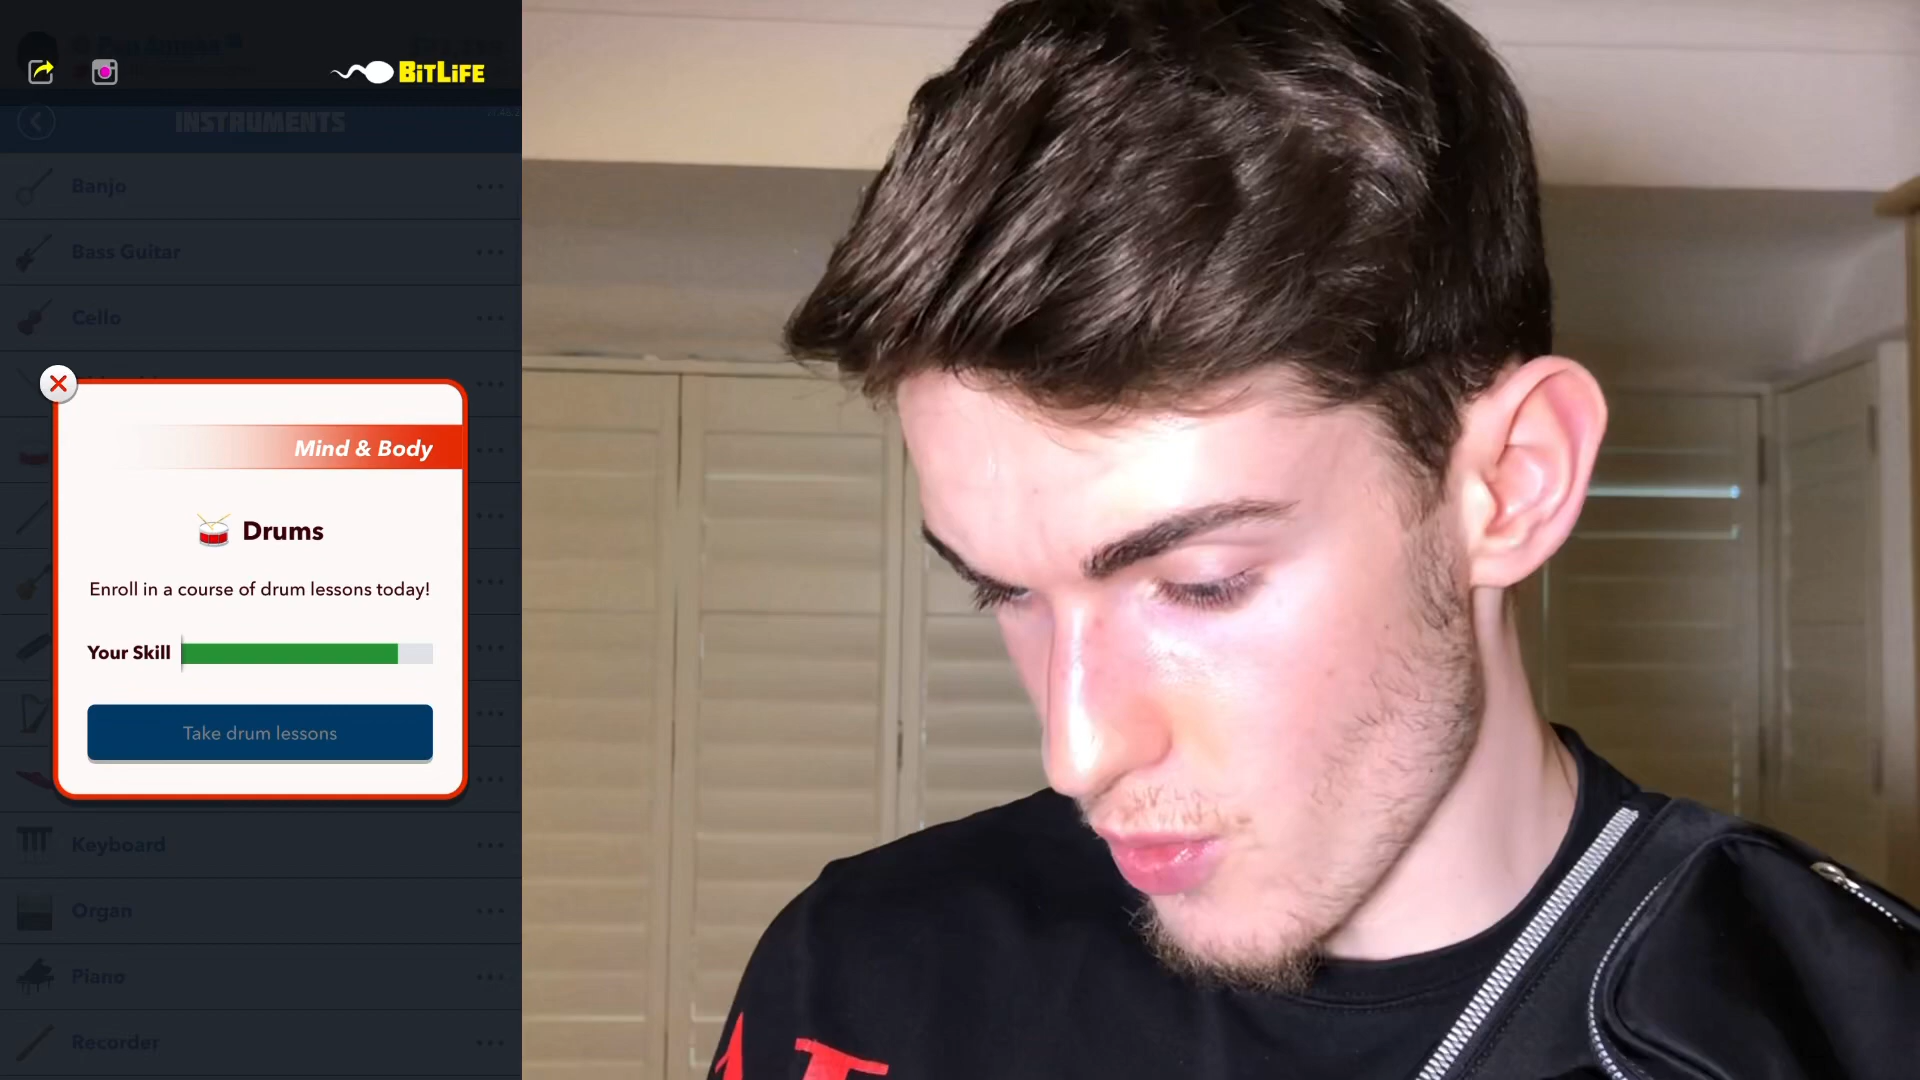 BitLife
INSTRUMENTS
Banjo
Bass Guitar
Cello
Mind & Body
Drums
Enroll in a course of drum lessons today!
Your Skill
Take drum lessons
Keyboard
Organ
Piano
Recorder